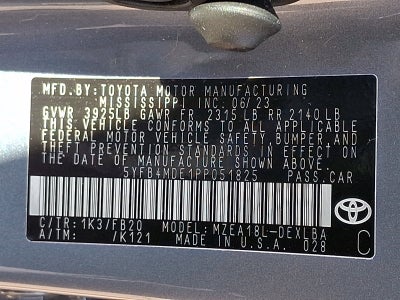 MFD.BY: TOYOTA MOTOR MANUFACTURING
MISSISSIPPI INC. 06/23
GVWR 3925LB GAWR FR 2315 LB RR 2140LB
THIS VEHICLE CONFORMS TO ALL APPLICABLE
FEDERAL MOTOR VEHICLE SAFETY, BUMPER, AND
THEFT PREVENTION STANDARDS IN EFFECT ON
THE DATE OF MANUFACTURE SHOWN ABOVE.
5YFB4MDE1PP051825 PASS.CAR
C/TR: 1K3/FB20 MODEL: MZEA18L-DEXLBA
A/TM: /K121 MADE IN U.S.A. 028
TOYOTA
C